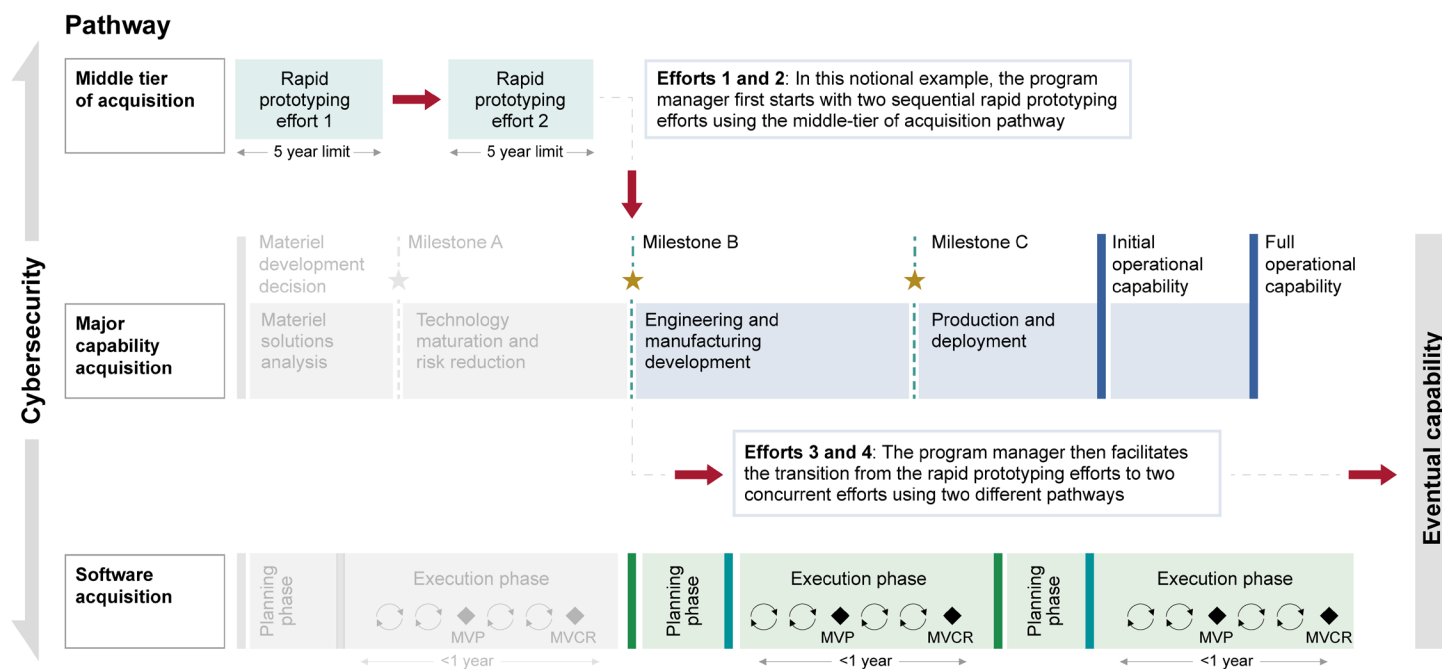 Pathway
Cybersecurity
Middle tier
of acquisition
Rapid
prototyping
effort 1
5 year limit
Rapid
prototyping
effort 2
5 year limit
Efforts 1 and 2: In this notional example, the program
manager first starts with two sequential rapid prototyping
efforts using the middle-tier of acquisition pathway
Major
capability
acquisition
Materiel
development
decision
Milestone A
Milestone B
Milestone C
Initial
operational
capability
Full
operational
capability
Materiel
solutions
analysis
Technology
maturation and
risk reduction
Engineering and
manufacturing
development
Production and
deployment
Efforts 3 and 4: The program manager then facilitates
the transition from the rapid prototyping efforts to two
concurrent efforts using two different pathways
Eventual capability
Software
acquisition
Planning
phase
Execution phase
MVP
MVCR
<1 year
Planning
phase
Execution phase
MVP
MVCR
<1 year
Planning
phase
Execution phase
MVP
MVCR
<1 year